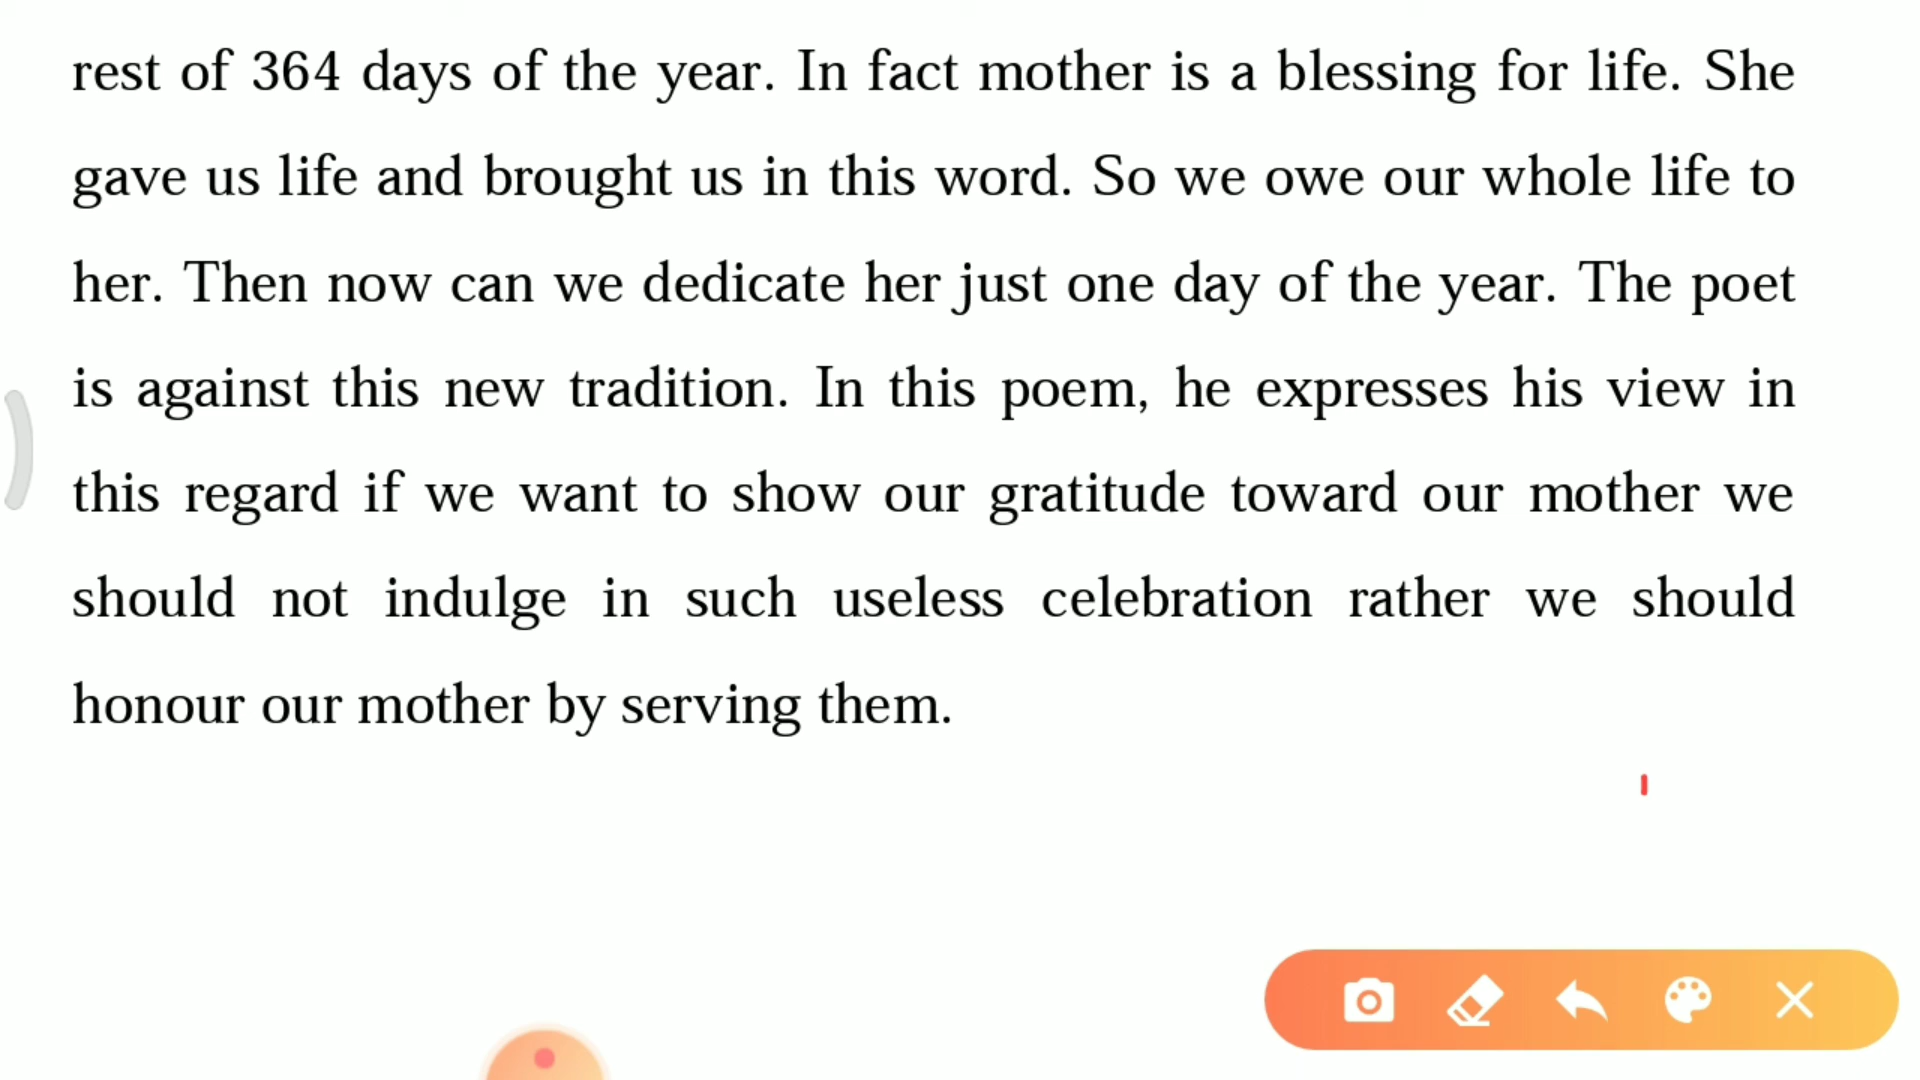 rest of 364 days of the year. In fact mother is a blessing for life. She
gave us life and brought us in this word. So we owe our whole life to
her. Then now can we dedicate her just one day of the year. The poet
is against this new tradition. In this poem, he expresses his view in
this regard if we want to show our gratitude toward our mother we
should not indulge in such useless celebration rather we should
honour our mother by serving them.